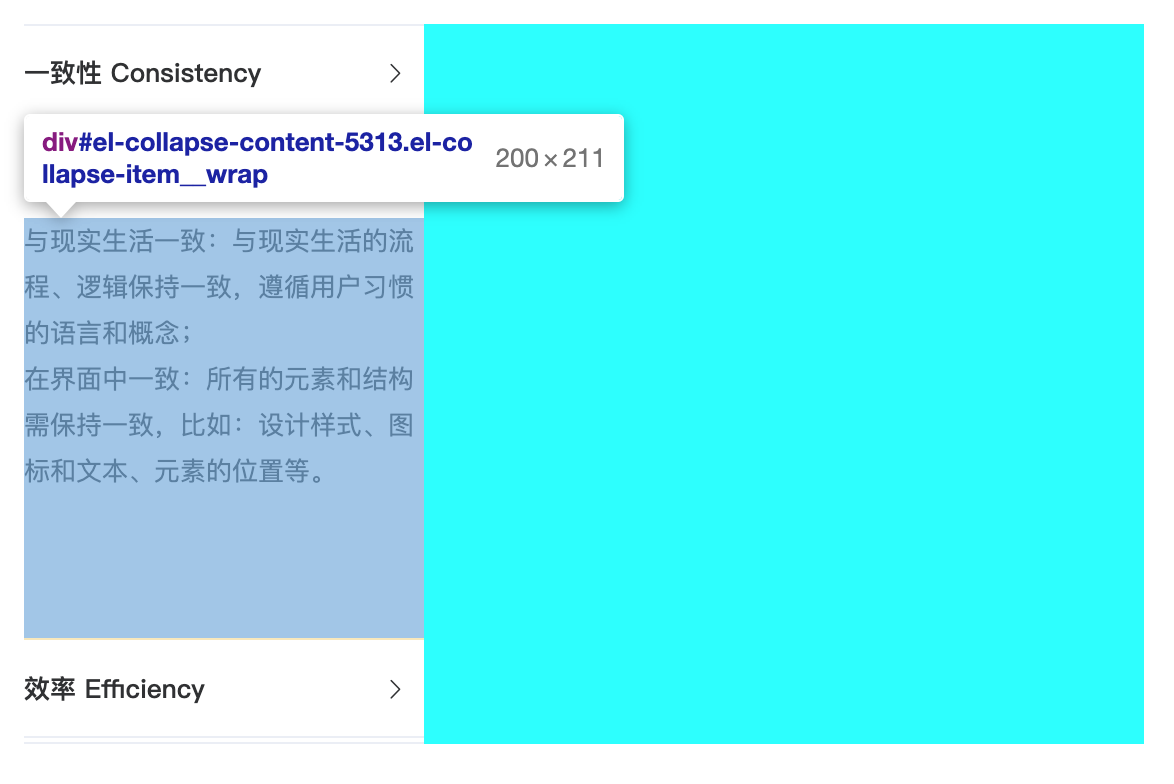 一致性 Consistency
div#el-collapse-content-5313.el-co
llapse-item__wrap
200×211
与现实生活一致：与现实生活的流
程、逻辑保持一致，遵循用户习惯
的语言和概念；
在界面中一致：所有的元素和结构
需保持一致，比如：设计样式、图
标和文本、元素的位置等。
效率 Efficiency